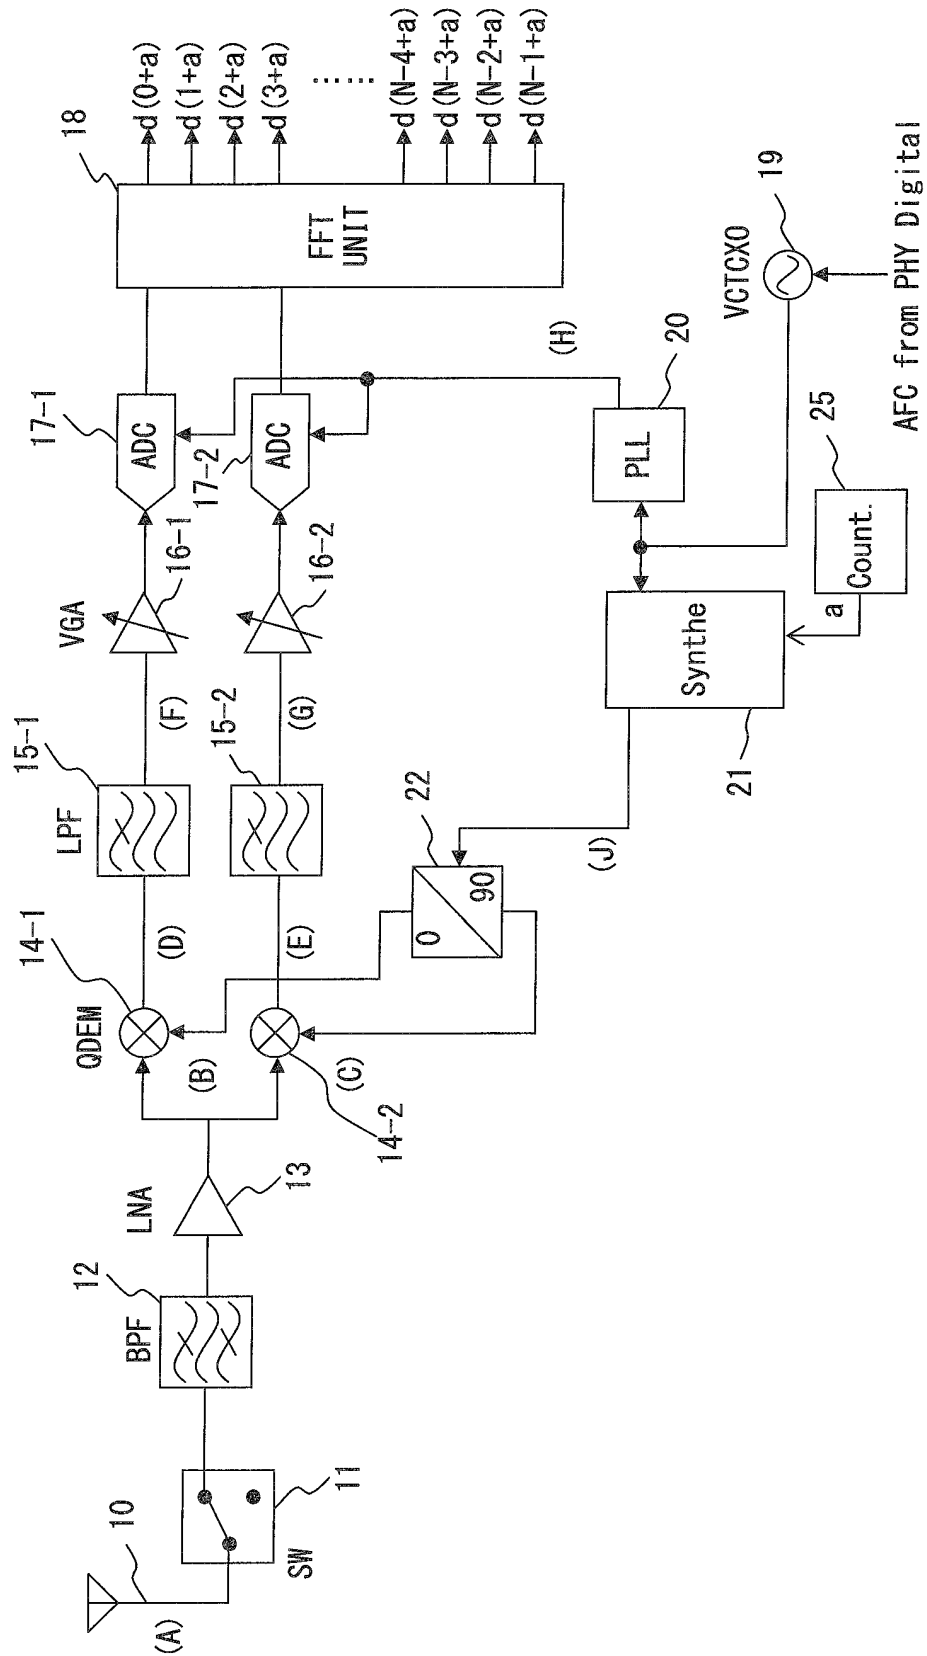 (A)
10
SW
11
BPF
12
LNA
13
QDEM
14-1
14-2
(B)
(C)
(D)
(E)
LPF
15-1
15-2
(F)
(G)
VGA
16-1
16-2
17-1
ADC
17-2
ADC
18
FFT
UNIT
d(0+a)
d(1+a)
d(2+a)
d(3+a)
d(N-4+a)
d(N-3+a)
d(N-2+a)
d(N-1+a)
0
90
22
(J)
Synthe
21
PLL
20
(H)
VCTCXO
19
AFC from PHY Digital
Count.
25
a